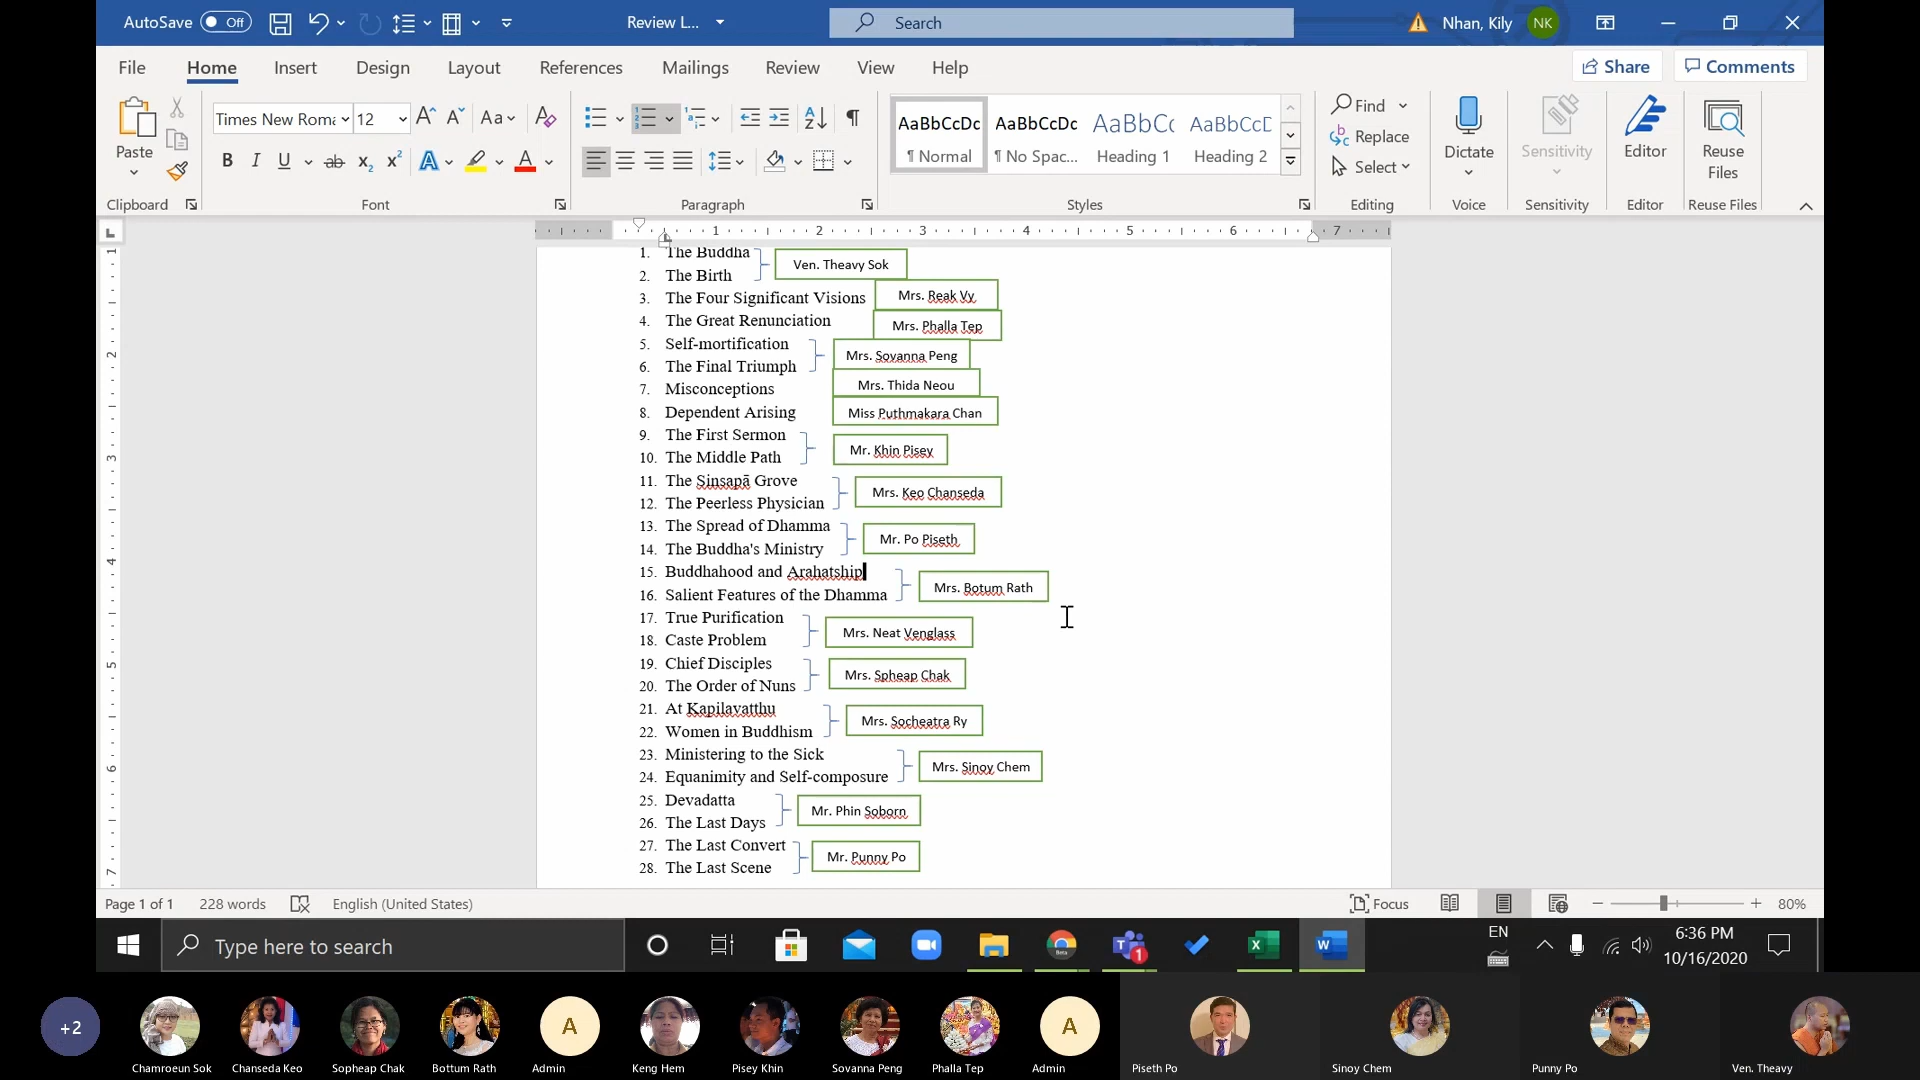 AutoSave Off Review L... Search Nhan, Kily NK
File Home Insert Design Layout References Mailings Review View Help Share Comments
Times New Roma 12 Aa
Paste
B I U ab x₂ x² A A
AaBbCcDc AaBbCcDc AaBbCc AaBbCcD
¶ Normal ¶ No Spac... Heading 1 Heading 2
Find
Replace
Select
Dictate
Sensitivity
Editor
Reuse
Files
Clipboard Font Paragraph Styles Editing Voice Sensitivity Editor Reuse Files
1 2 3 4 5 6 7
1. The Buddha
Ven. Theavy Sok
2. The Birth
3. The Four Significant Visions Mrs. Reak Vy
4. The Great Renunciation Mrs. Phalla Tep
5. Self-mortification
Mrs. Sovanna Peng
6. The Final Triumph
7. Misconceptions Mrs. Thida Neou
8. Dependent Arising Miss Puthmakara Chan
9. The First Sermon
Mr. Khin Pisey
10. The Middle Path
11. The Sinsapā Grove
Mrs. Keo Chanseda
12. The Peerless Physician
13. The Spread of Dhamma
Mr. Po Piseth
14. The Buddha's Ministry
15. Buddhahood and Arahatship
Mrs. Botum Rath
16. Salient Features of the Dhamma
17. True Purification
Mrs. Neat Venglass
18. Caste Problem
19. Chief Disciples
Mrs. Spheap Chak
20. The Order of Nuns
21. At Kapilavatthu
Mrs. Socheatra Ry
22. Women in Buddhism
23. Ministering to the Sick
Mrs. Sinoy Chem
24. Equanimity and Self-composure
25. Devadatta
Mr. Phin Soborn
26. The Last Days
27. The Last Convert
Mr. Punny Po
28. The Last Scene
Page 1 of 1 228 words English (United States) Focus 80%
Type here to search EN 6:36 PM
10/16/2020
+2 A A
Chamroeun Sok Chanseda Keo Sopheap Chak Bottum Rath Admin Keng Hem Pisey Khin Sovanna Peng Phalla Tep Admin Piseth Po Sinoy Chem Punny Po Ven. Theavy